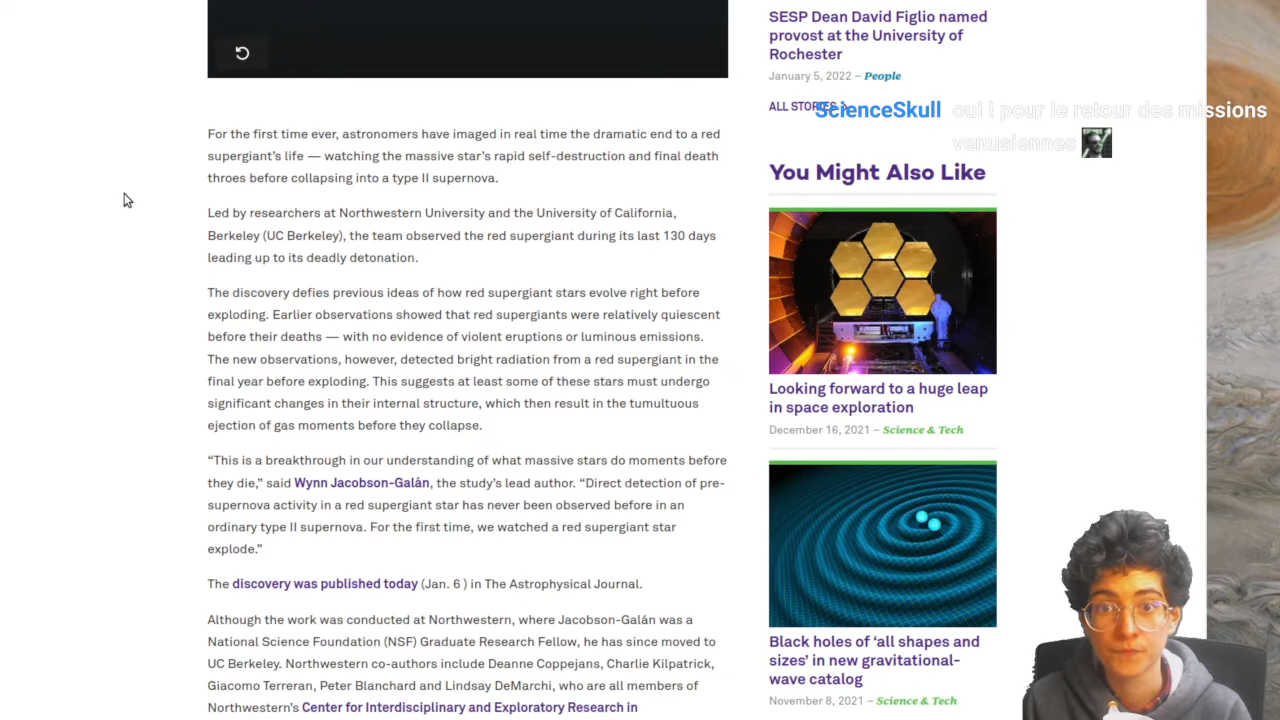 SESP Dean David Figlio named
provost at the University of
Rochester
January 5, 2022 – People
ALL STORIES
ScienceSkull oui ! pour le retour des missions
venusiennes
For the first time ever, astronomers have imaged in real time the dramatic end to a red
supergiant's life — watching the massive star's rapid self-destruction and final death
throes before collapsing into a type II supernova.
Led by researchers at Northwestern University and the University of California,
Berkeley (UC Berkeley), the team observed the red supergiant during its last 130 days
leading up to its deadly detonation.
The discovery defies previous ideas of how red supergiant stars evolve right before
exploding. Earlier observations showed that red supergiants were relatively quiescent
before their deaths — with no evidence of violent eruptions or luminous emissions.
The new observations, however, detected bright radiation from a red supergiant in the
final year before exploding. This suggests at least some of these stars must undergo
significant changes in their internal structure, which then result in the tumultuous
ejection of gas moments before they collapse.
“This is a breakthrough in our understanding of what massive stars do moments before
they die,” said Wynn Jacobson-Galán, the study's lead author. “Direct detection of pre-
supernova activity in a red supergiant star has never been observed before in an
ordinary type II supernova. For the first time, we watched a red supergiant star
explode.”
The discovery was published today (Jan. 6 ) in The Astrophysical Journal.
Although the work was conducted at Northwestern, where Jacobson-Galán was a
National Science Foundation (NSF) Graduate Research Fellow, he has since moved to
UC Berkeley. Northwestern co-authors include Deanne Coppejans, Charlie Kilpatrick,
Giacomo Terreran, Peter Blanchard and Lindsay DeMarchi, who are all members of
Northwestern's Center for Interdisciplinary and Exploratory Research in
You Might Also Like
Looking forward to a huge leap
in space exploration
December 16, 2021 – Science & Tech
Black holes of ‘all shapes and
sizes’ in new gravitational-
wave catalog
November 8, 2021 – Science & Tech